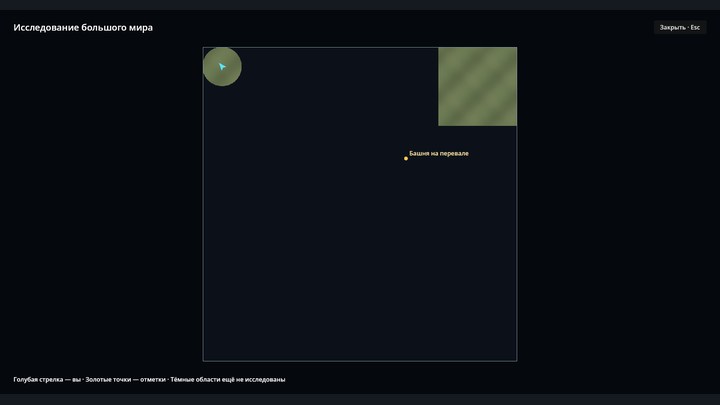 Исследование большого мира
Закрыть · Esc
Башня на перевале
Голубая стрелка — вы · Золотые точки — отметки · Тёмные области ещё не исследованы